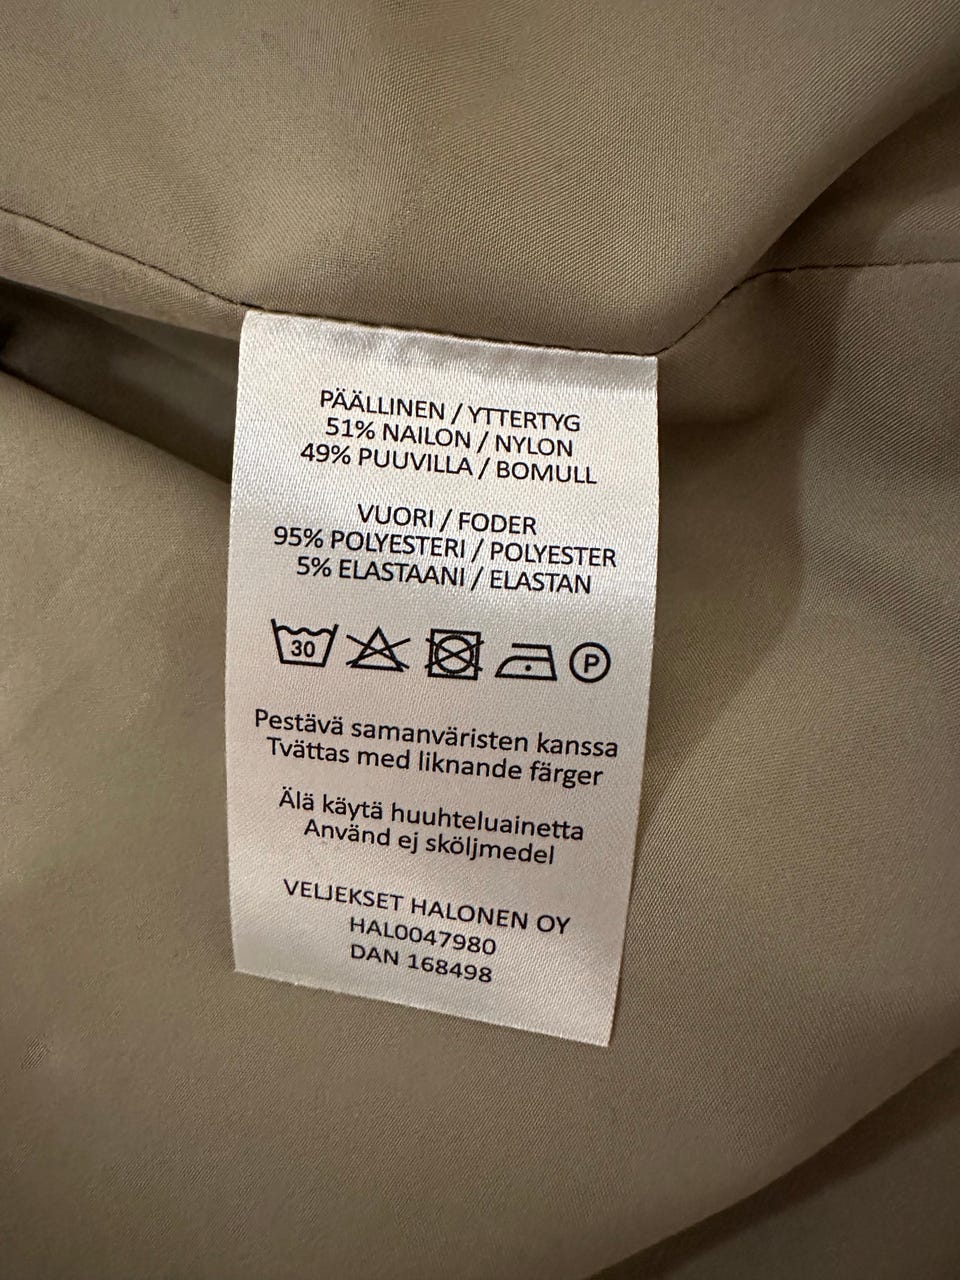 PÄÄLLINEN / YTTERTYG
51% NAILON / NYLON
49% PUUVILLA / BOMULL
VUORI / FODER
95% POLYESTERI / POLYESTER
5% ELASTAANI / ELASTAN
30 P
Pestävä samanväristen kanssa
Tvättas med liknande färger
Älä käytä huuhteluainetta
Använd ej sköljmedel
VELJEKSET HALONEN OY
HAL0047980
DAN 168498